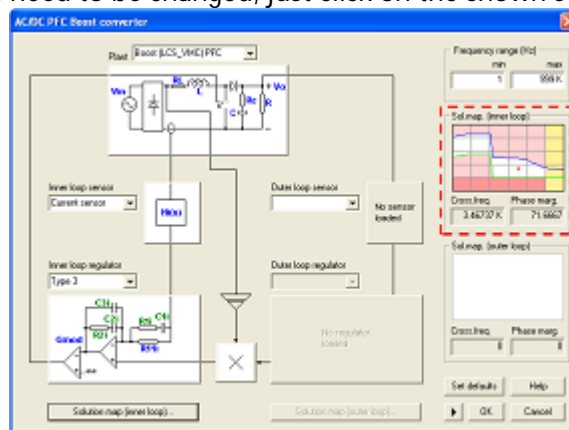 need to be changed, just click on the shown s
AC/DC PFC Boost converter
Plant Boost (LCS_VMC) PFC
Frequency range (Hz)
min max
1 999 K
RL L + Vo
Vin Rc R
C
Sol.map. (inner loop)
Cross.freq. Phase marg.
3.46737 K 71.6667
Inner loop sensor
Current sensor
H(s)
Outer loop sensor
No sensor
loaded
Sol.map. (outer loop)
Cross.freq. Phase marg.
0 0
Inner loop regulator
Type 3
Outer loop regulator
No regulator
loaded
Gmod
X
Set defaults Help
OK Cancel
Solution map (inner loop)...
Solution map (outer loop)...